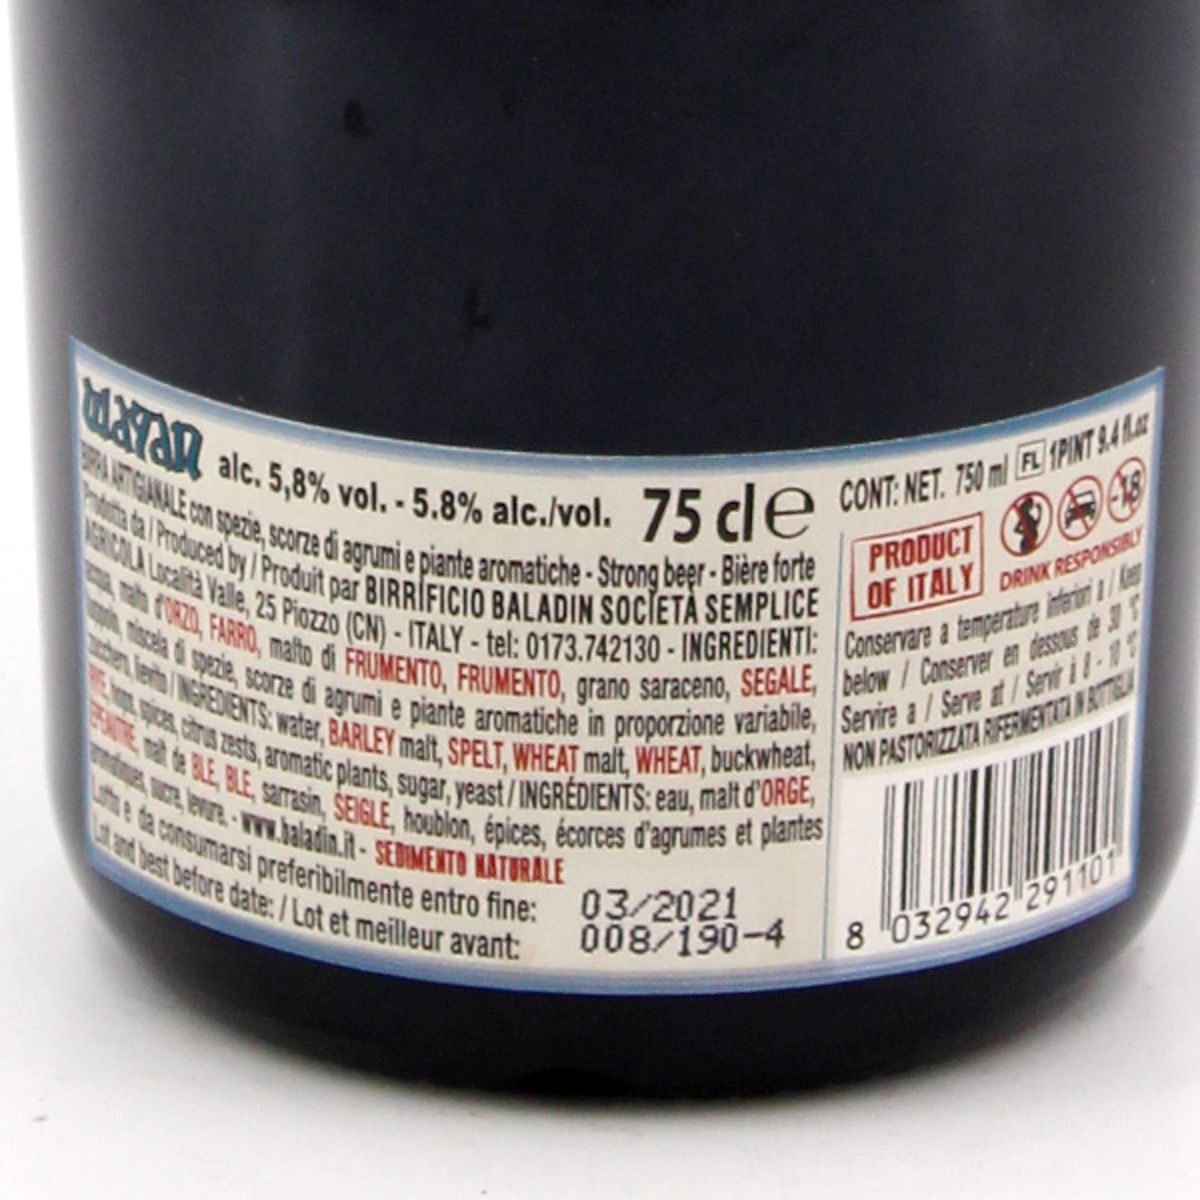 MAYAN alc. 5,8% vol. - 5.8% alc./vol. 75 cl e
BIRRA ARTIGIANALE con spezie, scorze di agrumi e piante aromatiche - Strong beer - Bière forte
Prodotta da / Produced by / Produit par BIRRIFICIO BALADIN SOCIETÀ SEMPLICE
AGRICOLA Località Valle, 25 Piozzo (CN) - ITALY - tel: 0173.742130 - INGREDIENTI:
malto d'ORZO, FARRO, malto di FRUMENTO, FRUMENTO, grano saraceno, SEGALE,
miscela di spezie, scorze di agrumi e piante aromatiche in proporzione variabile,
zucchero, lievito / INGREDIENTS: water, BARLEY malt, SPELT, WHEAT malt, WHEAT, buckwheat,
RYE, hops, spices, citrus zests, aromatic plants, sugar, yeast / INGRÉDIENTS: eau, malt d'ORGE,
malt de BLE, BLE, sarrasin, SEIGLE, houblon, épices, écorces d'agrumes et plantes
aromatiques, sucre, levure. - www.baladin.it - SEDIMENTO NATURALE
Lotto e da consumarsi preferibilmente entro fine:
Lot and best before date: / Lot et meilleur avant:
03/2021
008/190-4
CONT: NET. 750 ml FL 1PINT 9.4 fl.oz
PRODUCT
OF ITALY
-18
DRINK RESPONSIBLY
Conservare a temperature inferiori a / Keep
below / Conserver en dessous de 30 °C
Servire a / Serve at / Servir à 8 - 10 °C
NON PASTORIZZATA RIFERMENTATA IN BOTTIGLIA
8 032942 291101